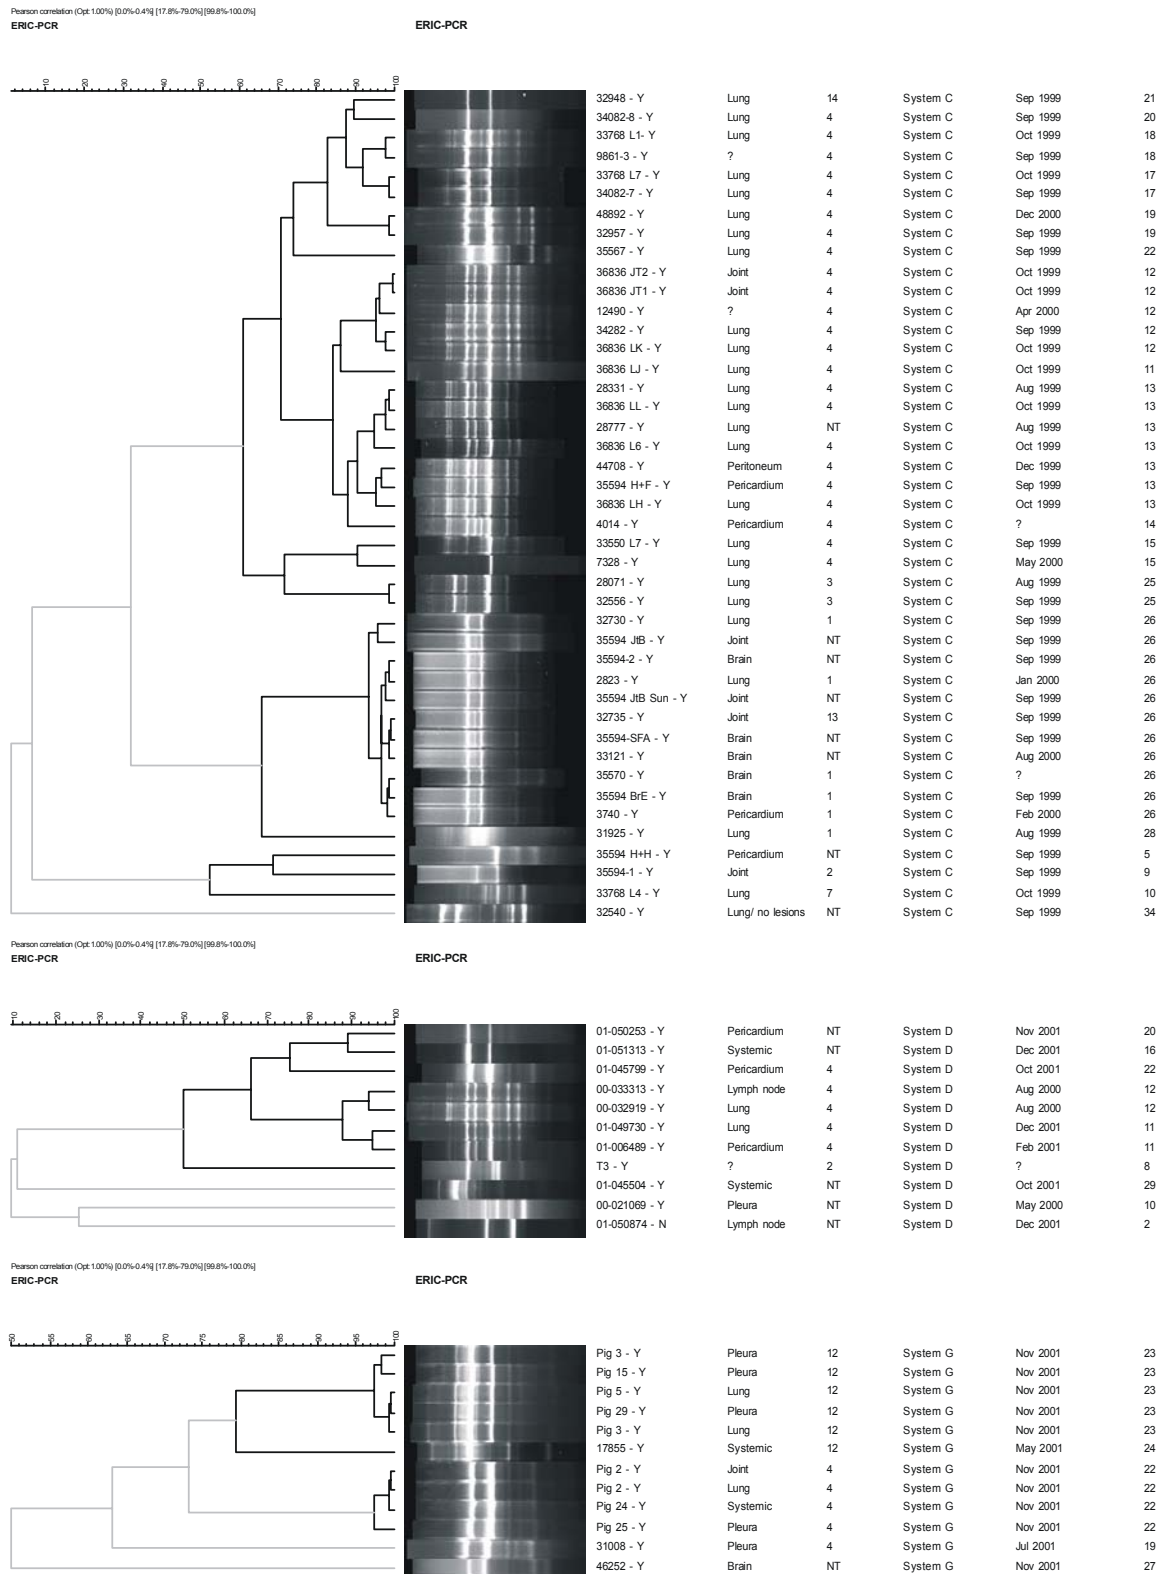 Pearson correlation (Opt:1.00%) [0.0%-0.4%] [17.8%-79.0%] [99.8%-100.0%]
ERIC-PCR ERIC-PCR
10 20 30 40 50 60 70 80 90 100
32948 - Y Lung 14 System C Sep 1999 21
34082-8 - Y Lung 4 System C Sep 1999 20
33768 L1- Y Lung 4 System C Oct 1999 18
9861-3 - Y ? 4 System C Sep 1999 18
33768 L7 - Y Lung 4 System C Oct 1999 17
34082-7 - Y Lung 4 System C Sep 1999 17
48892 - Y Lung 4 System C Dec 2000 19
32957 - Y Lung 4 System C Sep 1999 19
35567 - Y Lung 4 System C Sep 1999 22
36836 JT2 - Y Joint 4 System C Oct 1999 12
36836 JT1 - Y Joint 4 System C Oct 1999 12
12490 - Y ? 4 System C Apr 2000 12
34282 - Y Lung 4 System C Sep 1999 12
36836 LK - Y Lung 4 System C Oct 1999 12
36836 LJ - Y Lung 4 System C Oct 1999 11
28331 - Y Lung 4 System C Aug 1999 13
36836 LL - Y Lung 4 System C Oct 1999 13
28777 - Y Lung NT System C Aug 1999 13
36836 L6 - Y Lung 4 System C Oct 1999 13
44708 - Y Peritoneum 4 System C Dec 1999 13
35594 H+F - Y Pericardium 4 System C Sep 1999 13
36836 LH - Y Lung 4 System C Oct 1999 13
4014 - Y Pericardium 4 System C ? 14
33550 L7 - Y Lung 4 System C Sep 1999 15
7328 - Y Lung 4 System C May 2000 15
28071 - Y Lung 3 System C Aug 1999 25
32556 - Y Lung 3 System C Sep 1999 25
32730 - Y Lung 1 System C Sep 1999 26
35594 JtB - Y Joint NT System C Sep 1999 26
35594-2 - Y Brain NT System C Sep 1999 26
2823 - Y Lung 1 System C Jan 2000 26
35594 JtB Sun - Y Joint NT System C Sep 1999 26
32735 - Y Joint 13 System C Sep 1999 26
35594-SFA - Y Brain NT System C Sep 1999 26
33121 - Y Brain NT System C Aug 2000 26
35570 - Y Brain 1 System C ? 26
35594 BrE - Y Brain 1 System C Sep 1999 26
3740 - Y Pericardium 1 System C Feb 2000 26
31925 - Y Lung 1 System C Aug 1999 28
35594 H+H - Y Pericardium NT System C Sep 1999 5
35594-1 - Y Joint 2 System C Sep 1999 9
33768 L4 - Y Lung 7 System C Oct 1999 10
32540 - Y Lung/ no lesions NT System C Sep 1999 34
Pearson correlation (Opt:1.00%) [0.0%-0.4%] [17.8%-79.0%] [99.8%-100.0%]
ERIC-PCR ERIC-PCR
10 20 30 40 50 60 70 80 90 100
01-050253 - Y Pericardium NT System D Nov 2001 20
01-051313 - Y Systemic NT System D Dec 2001 16
01-045799 - Y Pericardium 4 System D Oct 2001 22
00-033313 - Y Lymph node 4 System D Aug 2000 12
00-032919 - Y Lung 4 System D Aug 2000 12
01-049730 - Y Lung 4 System D Dec 2001 11
01-006489 - Y Pericardium 4 System D Feb 2001 11
T3 - Y ? 2 System D ? 8
01-045504 - Y Systemic NT System D Oct 2001 29
00-021069 - Y Pleura NT System D May 2000 10
01-050874 - N Lymph node NT System D Dec 2001 2
Pearson correlation (Opt:1.00%) [0.0%-0.4%] [17.8%-79.0%] [99.8%-100.0%]
ERIC-PCR ERIC-PCR
50 55 60 65 70 75 80 85 90 95 100
Pig 3 - Y Pleura 12 System G Nov 2001 23
Pig 15 - Y Pleura 12 System G Nov 2001 23
Pig 5 - Y Lung 12 System G Nov 2001 23
Pig 29 - Y Pleura 12 System G Nov 2001 23
Pig 3 - Y Lung 12 System G Nov 2001 23
17855 - Y Systemic 12 System G May 2001 24
Pig 2 - Y Joint 4 System G Nov 2001 22
Pig 2 - Y Lung 4 System G Nov 2001 22
Pig 24 - Y Systemic 4 System G Nov 2001 22
Pig 25 - Y Pleura 4 System G Nov 2001 22
31008 - Y Pleura 4 System G Jul 2001 19
46252 - Y Brain NT System G Nov 2001 27